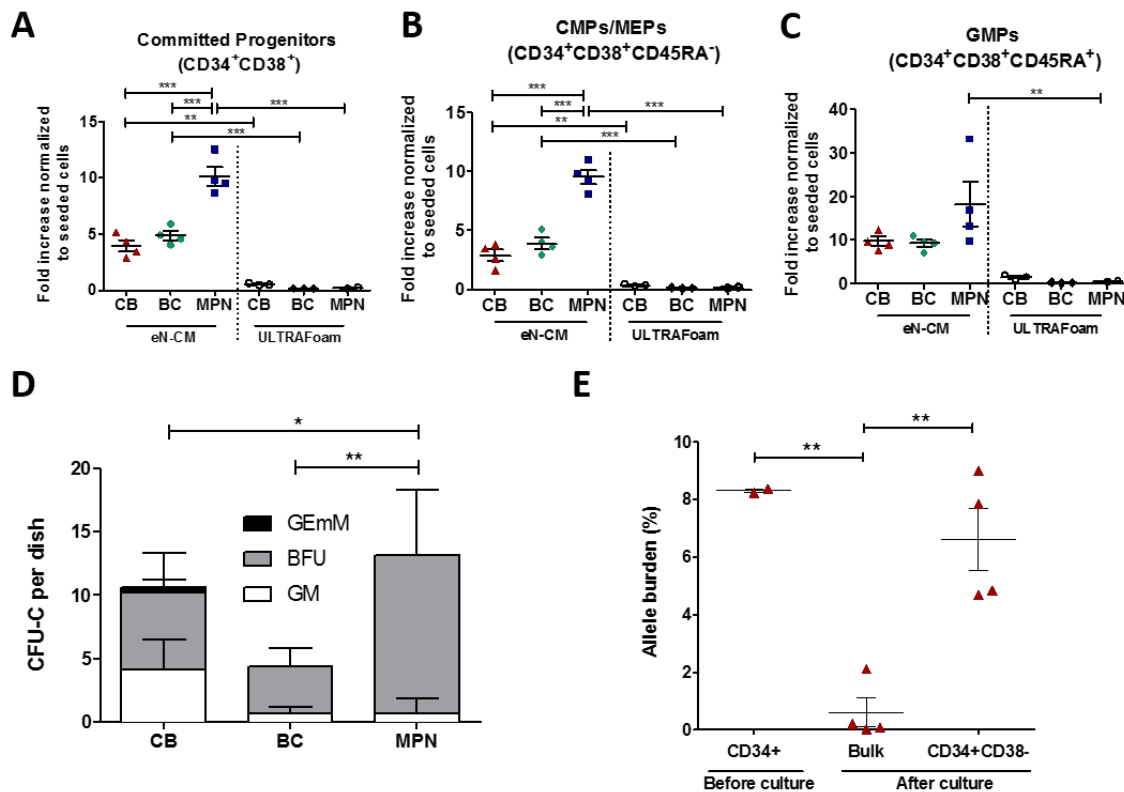 A
Committed Progenitors
(CD34⁺CD38⁺)
***
***
***
**
***
Fold increase normalized
to seeded cells
15
10
5
0
CB BC MPN CB BC MPN
eN-CM ULTRAFoam
B
CMPs/MEPs
(CD34⁺CD38⁺CD45RA⁻)
***
***
***
**
***
Fold increase normalized
to seeded cells
15
10
5
0
CB BC MPN CB BC MPN
eN-CM ULTRAFoam
C
GMPs
(CD34⁺CD38⁺CD45RA⁺)
**
Fold increase normalized
to seeded cells
40
30
20
10
0
CB BC MPN CB BC MPN
eN-CM ULTRAFoam
D
*
**
CFU-C per dish
20
15
10
5
0
GEmM
BFU
GM
CB BC MPN
E
**
**
Allele burden (%)
10
8
6
4
2
0
CD34+ Bulk CD34+CD38-
Before culture After culture